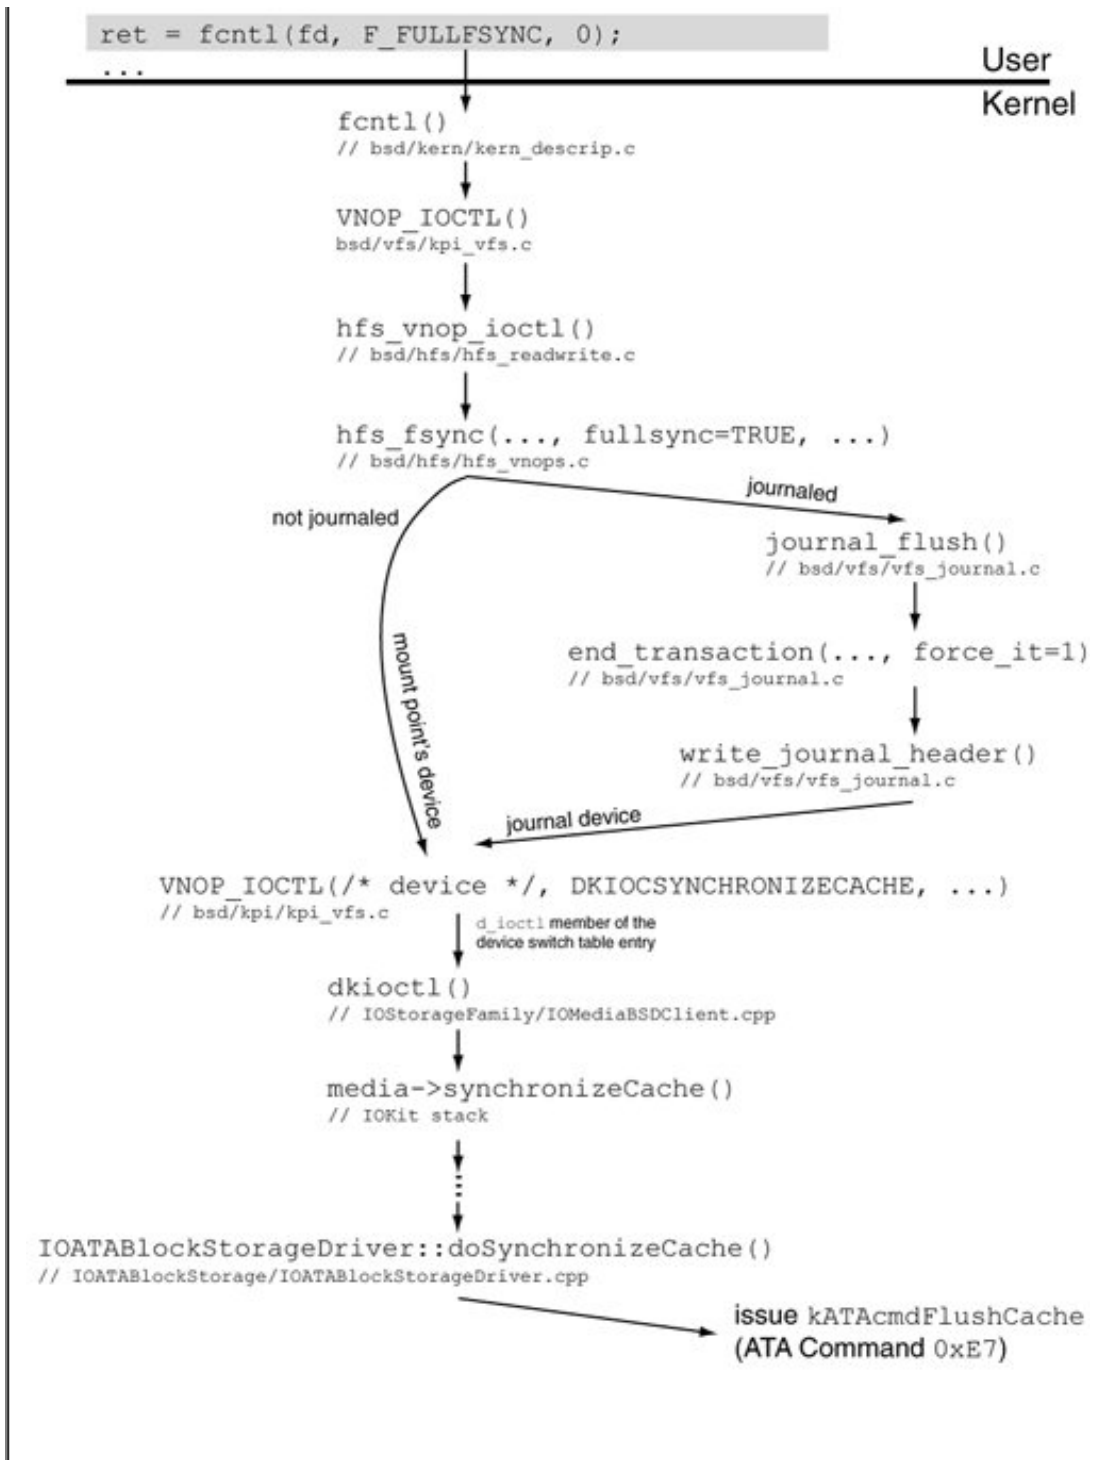 ret = fcntl(fd, F_FULLFSYNC, 0);
...
User
Kernel
fcntl()
// bsd/kern/kern_descrip.c
VNOP_IOCTL()
bsd/vfs/kpi_vfs.c
hfs_vnop_ioctl()
// bsd/hfs/hfs_readwrite.c
hfs_fsync(..., fullsync=TRUE, ...)
// bsd/hfs/hfs_vnops.c
not journaled
journaled
journal_flush()
// bsd/vfs/vfs_journal.c
end_transaction(..., force_it=1)
// bsd/vfs/vfs_journal.c
write_journal_header()
// bsd/vfs/vfs_journal.c
mount point's device
journal device
VNOP_IOCTL(/* device */, DKIOCSYNCHRONIZECACHE, ...)
// bsd/kpi/kpi_vfs.c
d_ioctl member of the
device switch table entry
dkioctl()
// IOStorageFamily/IOMediaBSDClient.cpp
media->synchronizeCache()
// IOKit stack
IOATABlockStorageDriver::doSynchronizeCache()
// IOATABlockStorage/IOATABlockStorageDriver.cpp
issue kATAcmdFlushCache
(ATA Command 0xE7)